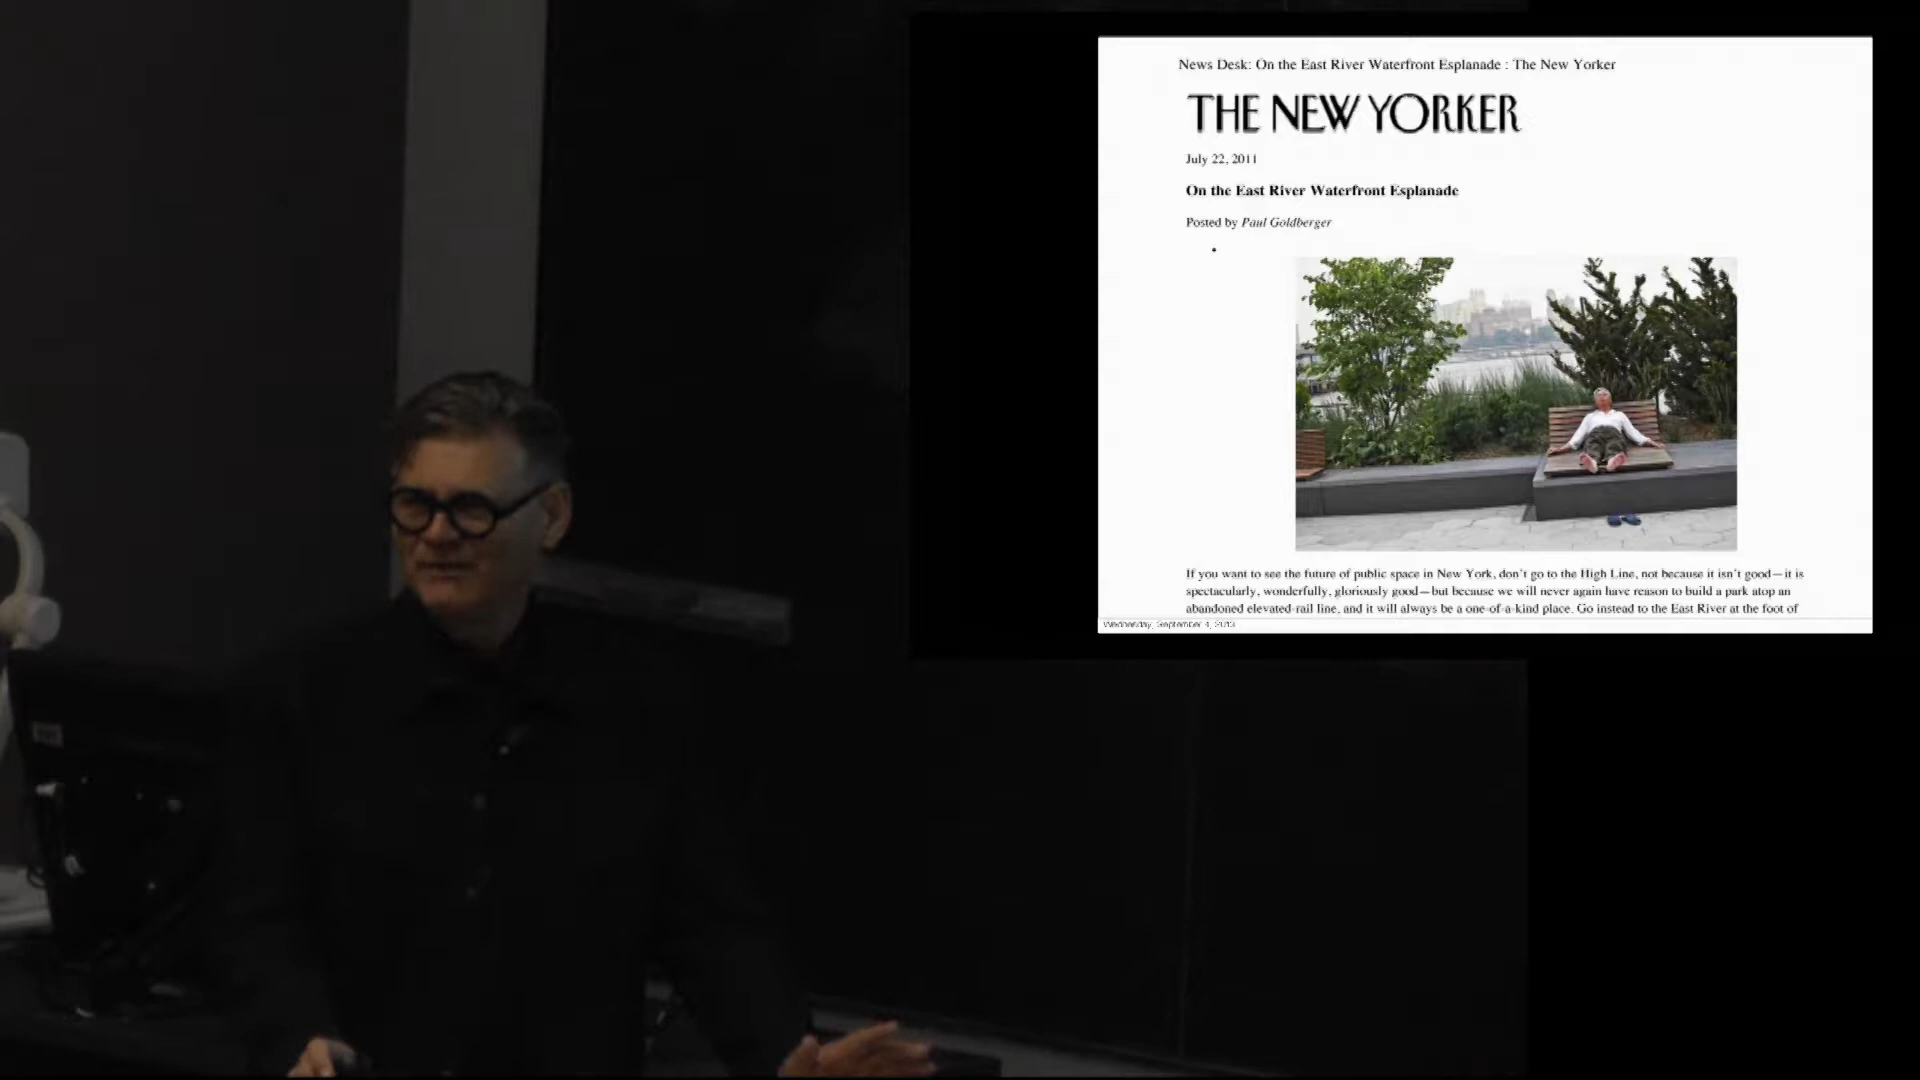 News Desk: On the East River Waterfront Esplanade : The New Yorker
THE NEW YORKER
July 22, 2011
On the East River Waterfront Esplanade
Posted by Paul Goldberger
If you want to see the future of public space in New York, don't go to the High Line, not because it isn't good—it is
spectacularly, wonderfully, gloriously good—but because we will never again have reason to build a park atop an
abandoned elevated-rail line, and it will always be a one-of-a-kind place. Go instead to the East River at the foot of
Wednesday, September 4, 2013